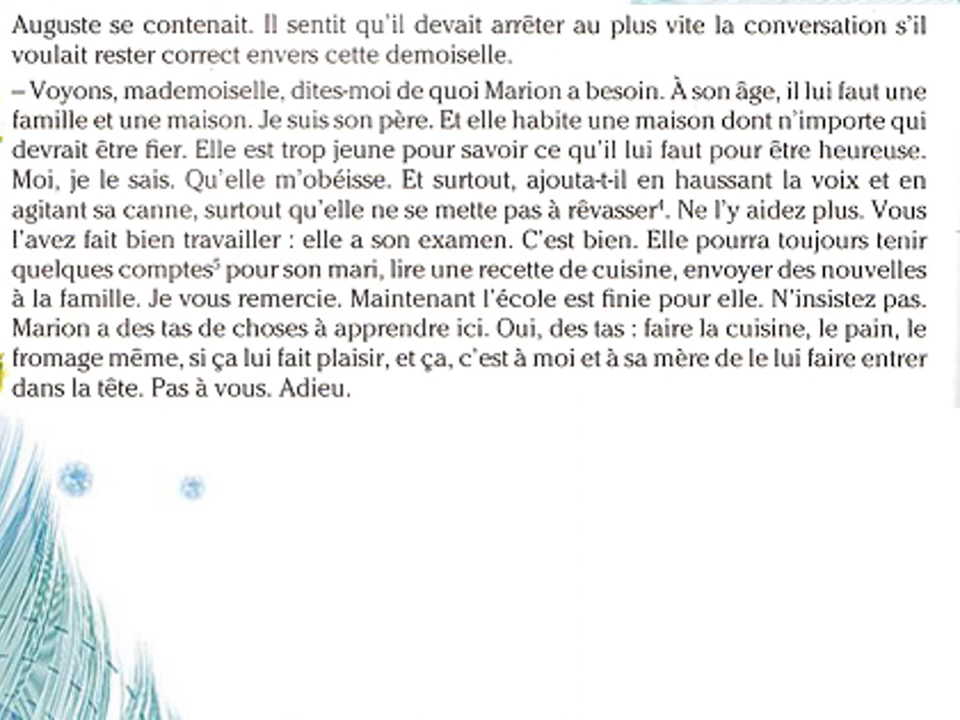 Auguste se contenait. Il sentit qu'il devait arrêter au plus vite la conversation s'il
voulait rester correct envers cette demoiselle.
– Voyons, mademoiselle, dites-moi de quoi Marion a besoin. À son âge, il lui faut une
famille et une maison. Je suis son père. Et elle habite une maison dont n'importe qui
devrait être fier. Elle est trop jeune pour savoir ce qu'il lui faut pour être heureuse.
Moi, je le sais. Qu'elle m'obéisse. Et surtout, ajouta-t-il en haussant la voix et en
agitant sa canne, surtout qu'elle ne se mette pas à rêvasser⁴. Ne l'y aidez plus. Vous
l'avez fait bien travailler : elle a son examen. C'est bien. Elle pourra toujours tenir
quelques comptes⁵ pour son mari, lire une recette de cuisine, envoyer des nouvelles
à la famille. Je vous remercie. Maintenant l'école est finie pour elle. N'insistez pas.
Marion a des tas de choses à apprendre ici. Oui, des tas : faire la cuisine, le pain, le
fromage même, si ça lui fait plaisir, et ça, c'est à moi et à sa mère de le lui faire entrer
dans la tête. Pas à vous. Adieu.